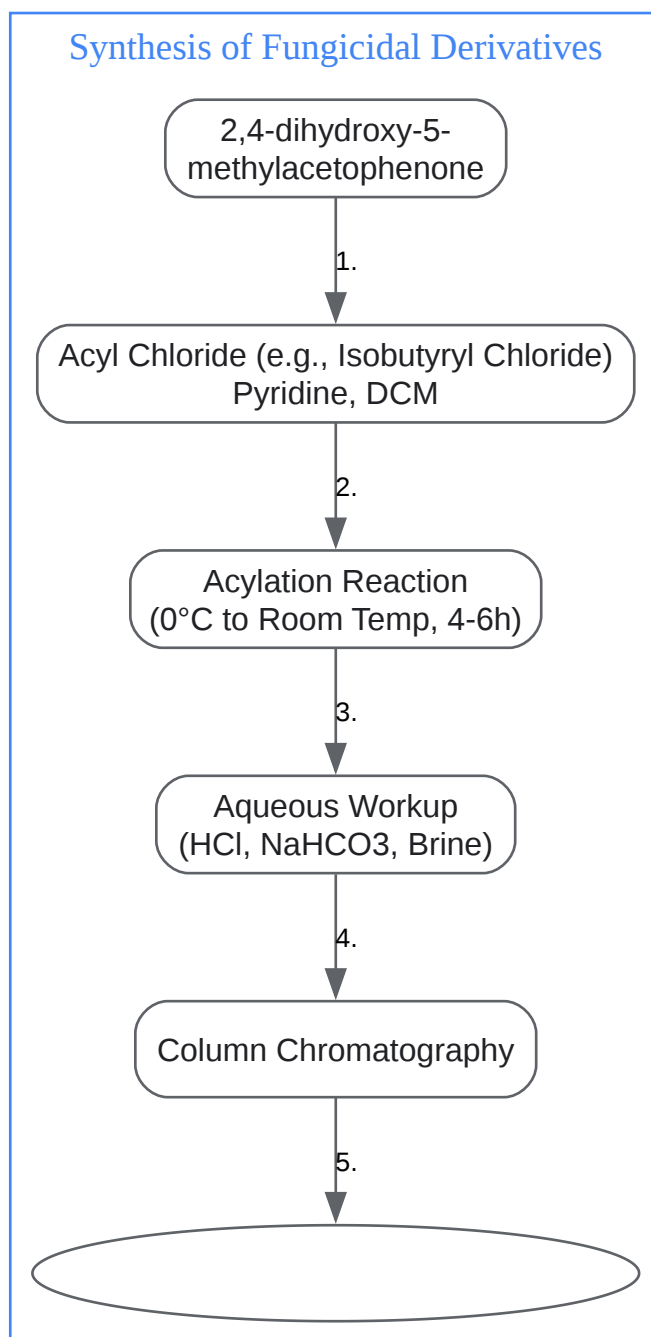 Synthesis of Fungicidal Derivatives
2,4-dihydroxy-5-
methylacetophenone
1.
Acyl Chloride (e.g., Isobutyryl Chloride)
Pyridine, DCM
2.
Acylation Reaction
(0°C to Room Temp, 4-6h)
3.
Aqueous Workup
(HCl, NaHCO3, Brine)
4.
Column Chromatography
5.